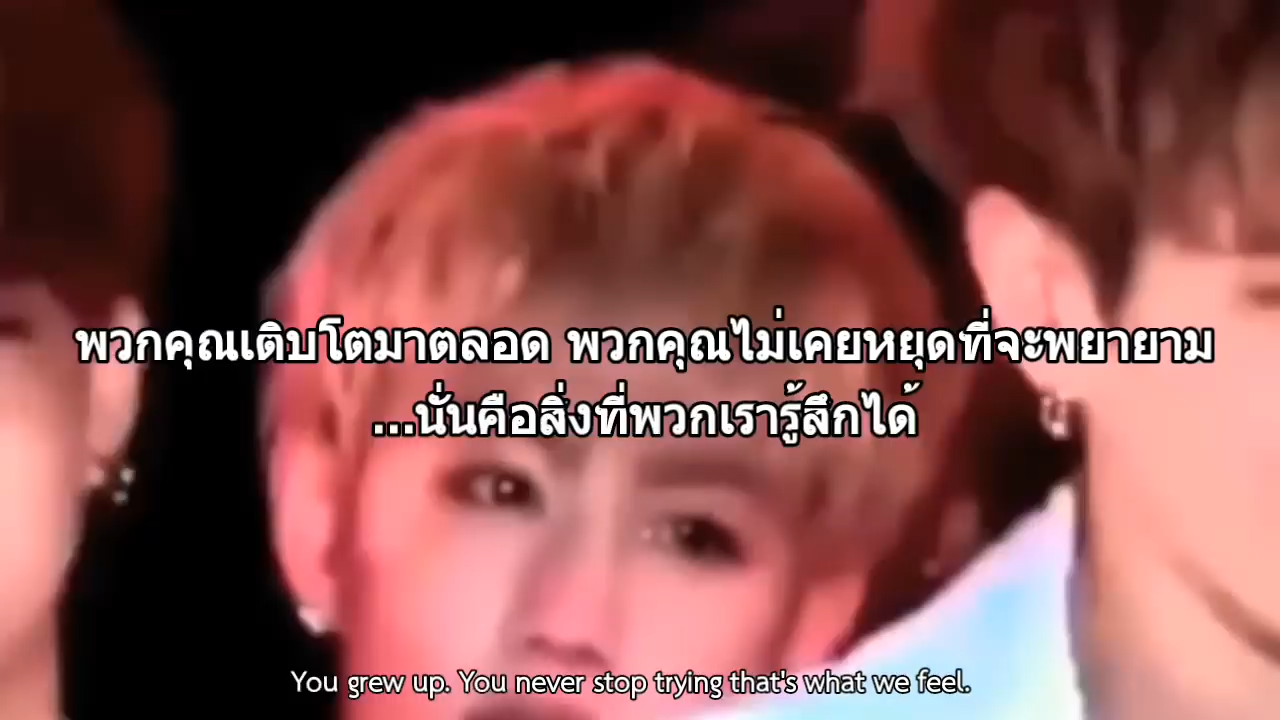 พวกคุณเติบโตมาตลอด พวกคุณไม่เคยหยุดที่จะพยายาม
...นั่นคือสิ่งที่พวกเรารู้สึกได้
You grew up. You never stop trying that's what we feel.